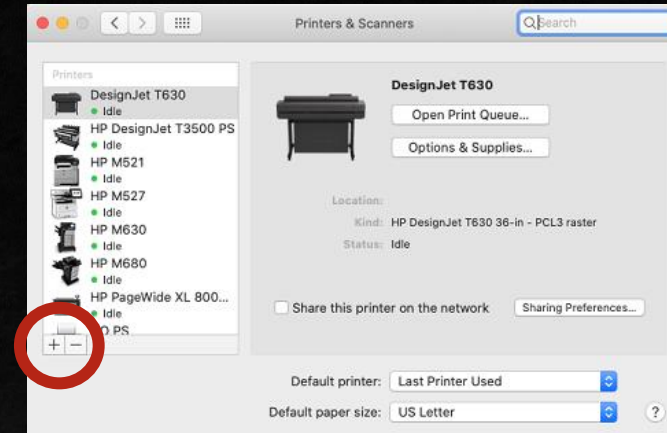 Printers & Scanners
Search
Printers
DesignJet T630
Idle
HP DesignJet T3500 PS
Idle
HP M521
Idle
HP M527
Idle
HP M630
Idle
HP M680
Idle
HP PageWide XL 800...
Idle
PS
+ −
DesignJet T630
Open Print Queue...
Options & Supplies...
Location:
Kind: HP DesignJet T630 36-in - PCL3 raster
Status: Idle
Share this printer on the network
Sharing Preferences...
Default printer: Last Printer Used
Default paper size: US Letter
?